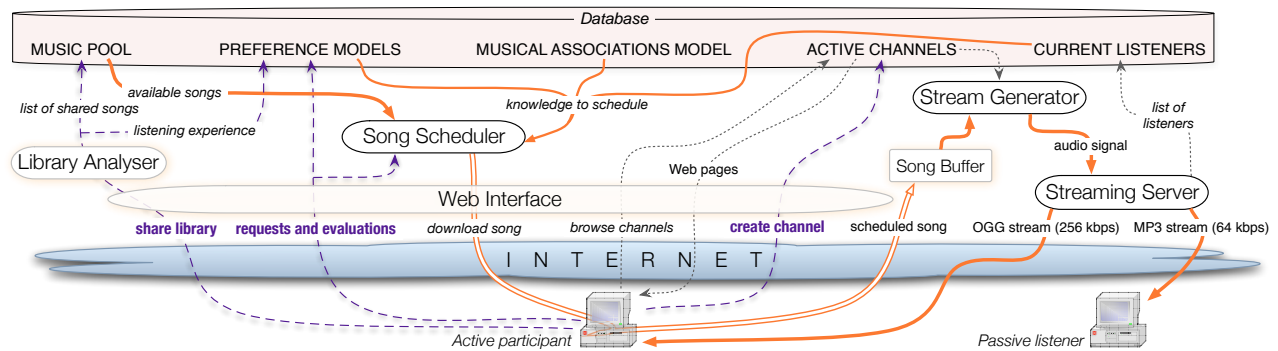 Database
MUSIC POOL
PREFERENCE MODELS
MUSICAL ASSOCIATIONS MODEL
ACTIVE CHANNELS
CURRENT LISTENERS
available songs
list of shared songs
knowledge to schedule
Stream Generator
list of
listeners
listening experience
Song Scheduler
audio signal
Library Analyser
Web pages
Song Buffer
Streaming Server
Web Interface
share library
requests and evaluations
download song
browse channels
create channel
scheduled song
OGG stream (256 kbps)
MP3 stream (64 kbps)
INTERNET
Active participant
Passive listener